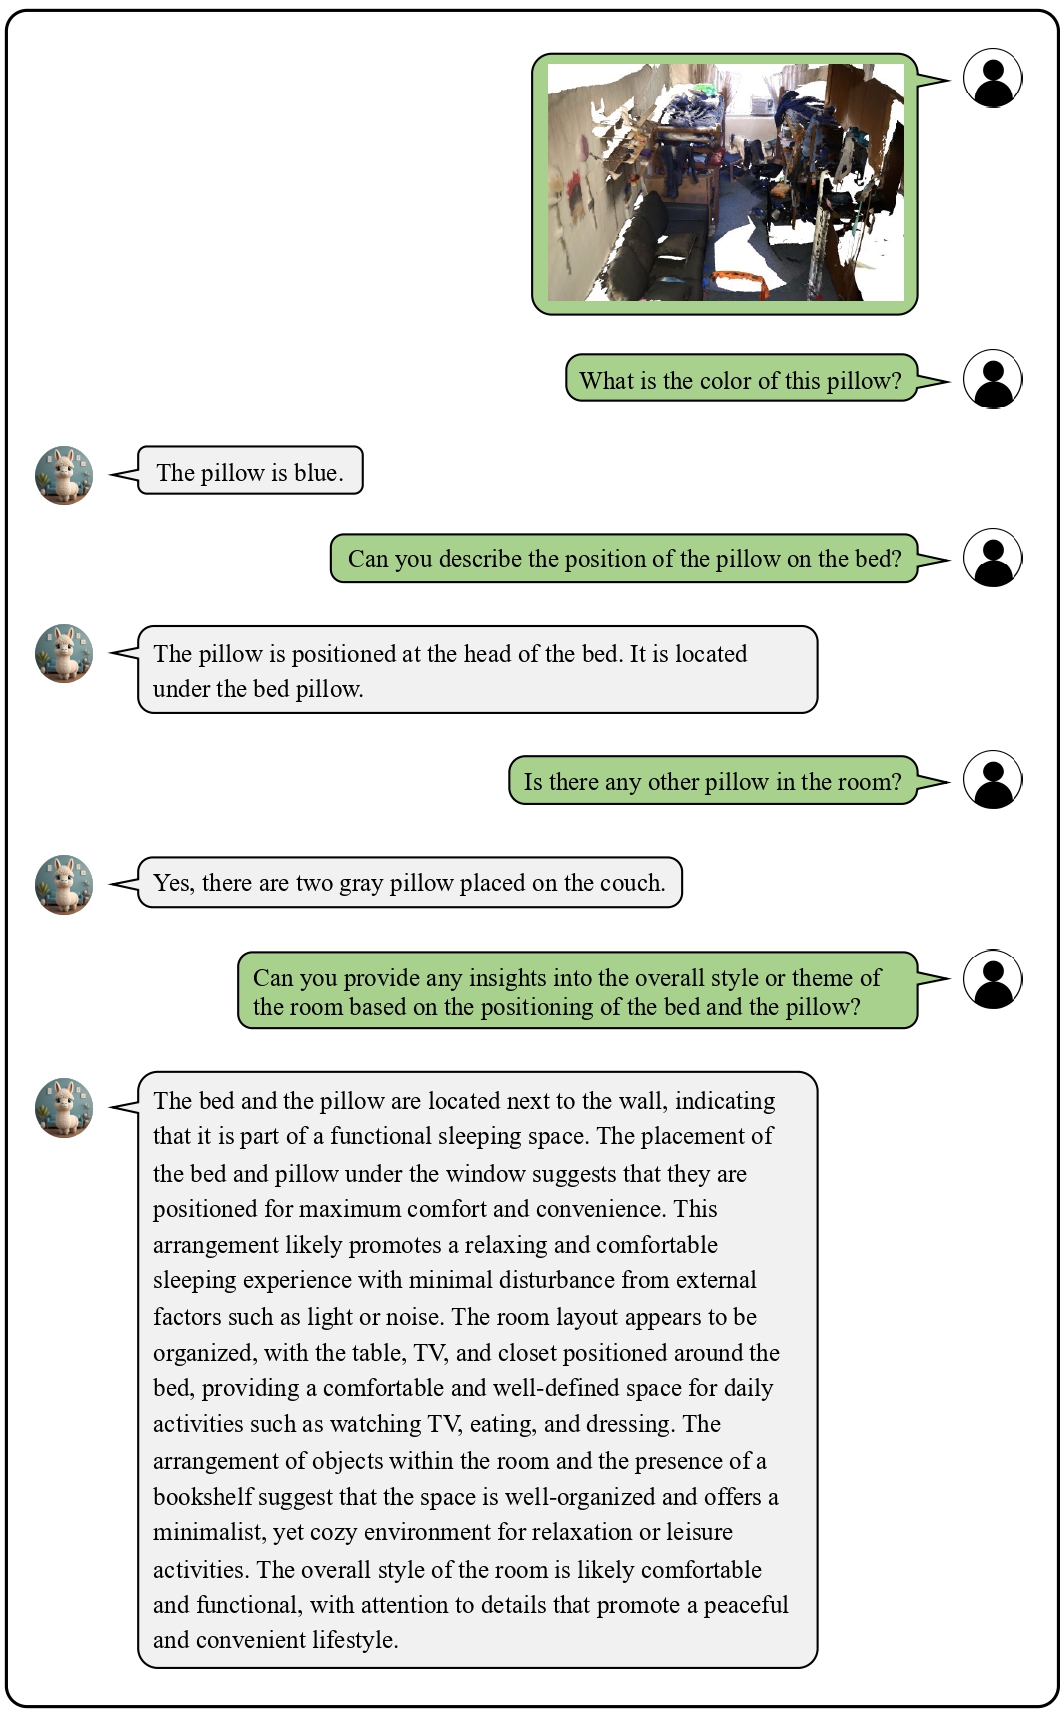 What is the color of this pillow?
The pillow is blue.
Can you describe the position of the pillow on the bed?
The pillow is positioned at the head of the bed. It is located
under the bed pillow.
Is there any other pillow in the room?
Yes, there are two gray pillow placed on the couch.
Can you provide any insights into the overall style or theme of
the room based on the positioning of the bed and the pillow?
The bed and the pillow are located next to the wall, indicating
that it is part of a functional sleeping space. The placement of
the bed and pillow under the window suggests that they are
positioned for maximum comfort and convenience. This
arrangement likely promotes a relaxing and comfortable
sleeping experience with minimal disturbance from external
factors such as light or noise. The room layout appears to be
organized, with the table, TV, and closet positioned around the
bed, providing a comfortable and well-defined space for daily
activities such as watching TV, eating, and dressing. The
arrangement of objects within the room and the presence of a
bookshelf suggest that the space is well-organized and offers a
minimalist, yet cozy environment for relaxation or leisure
activities. The overall style of the room is likely comfortable
and functional, with attention to details that promote a peaceful
and convenient lifestyle.